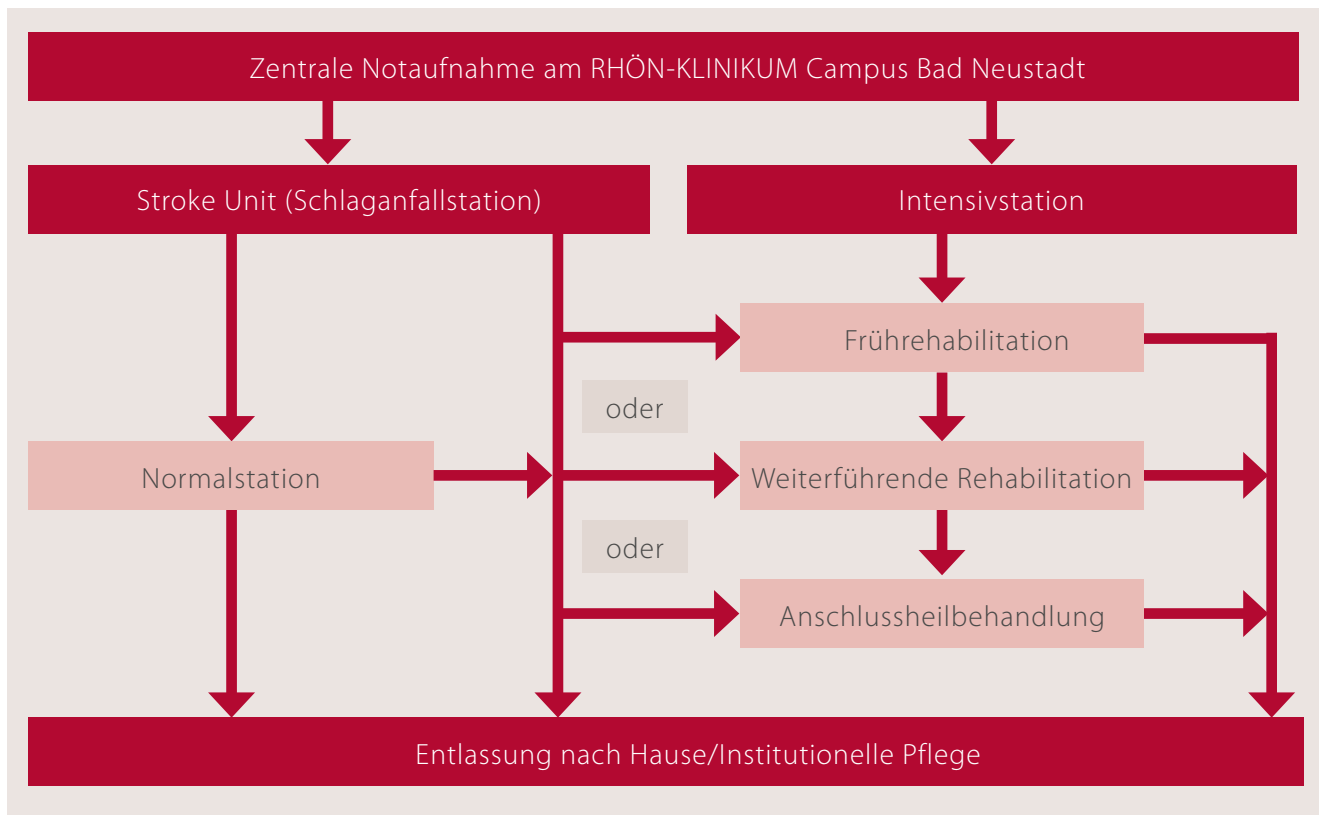 Zentrale Notaufnahme am RHÖN-KLINIKUM Campus Bad Neustadt
Stroke Unit (Schlaganfallstation)
Intensivstation
Frührehabilitation
oder
Normalstation
Weiterführende Rehabilitation
oder
Anschlussheilbehandlung
Entlassung nach Hause/Institutionelle Pflege